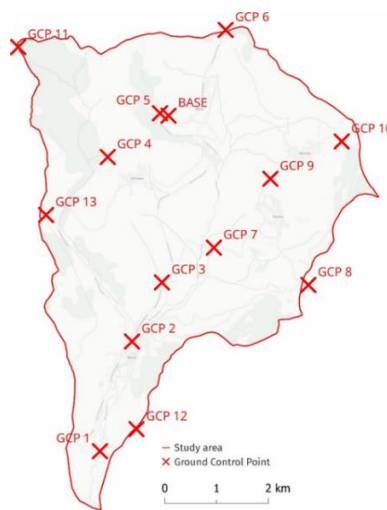 GCP 6
GCP 11
GCP 5
BASE
GCP 10
GCP 4
GCP 9
GCP 13
GCP 7
GCP 3
GCP 8
GCP 2
GCP 12
GCP 1
Study area
Ground Control Point
0 1 2 km